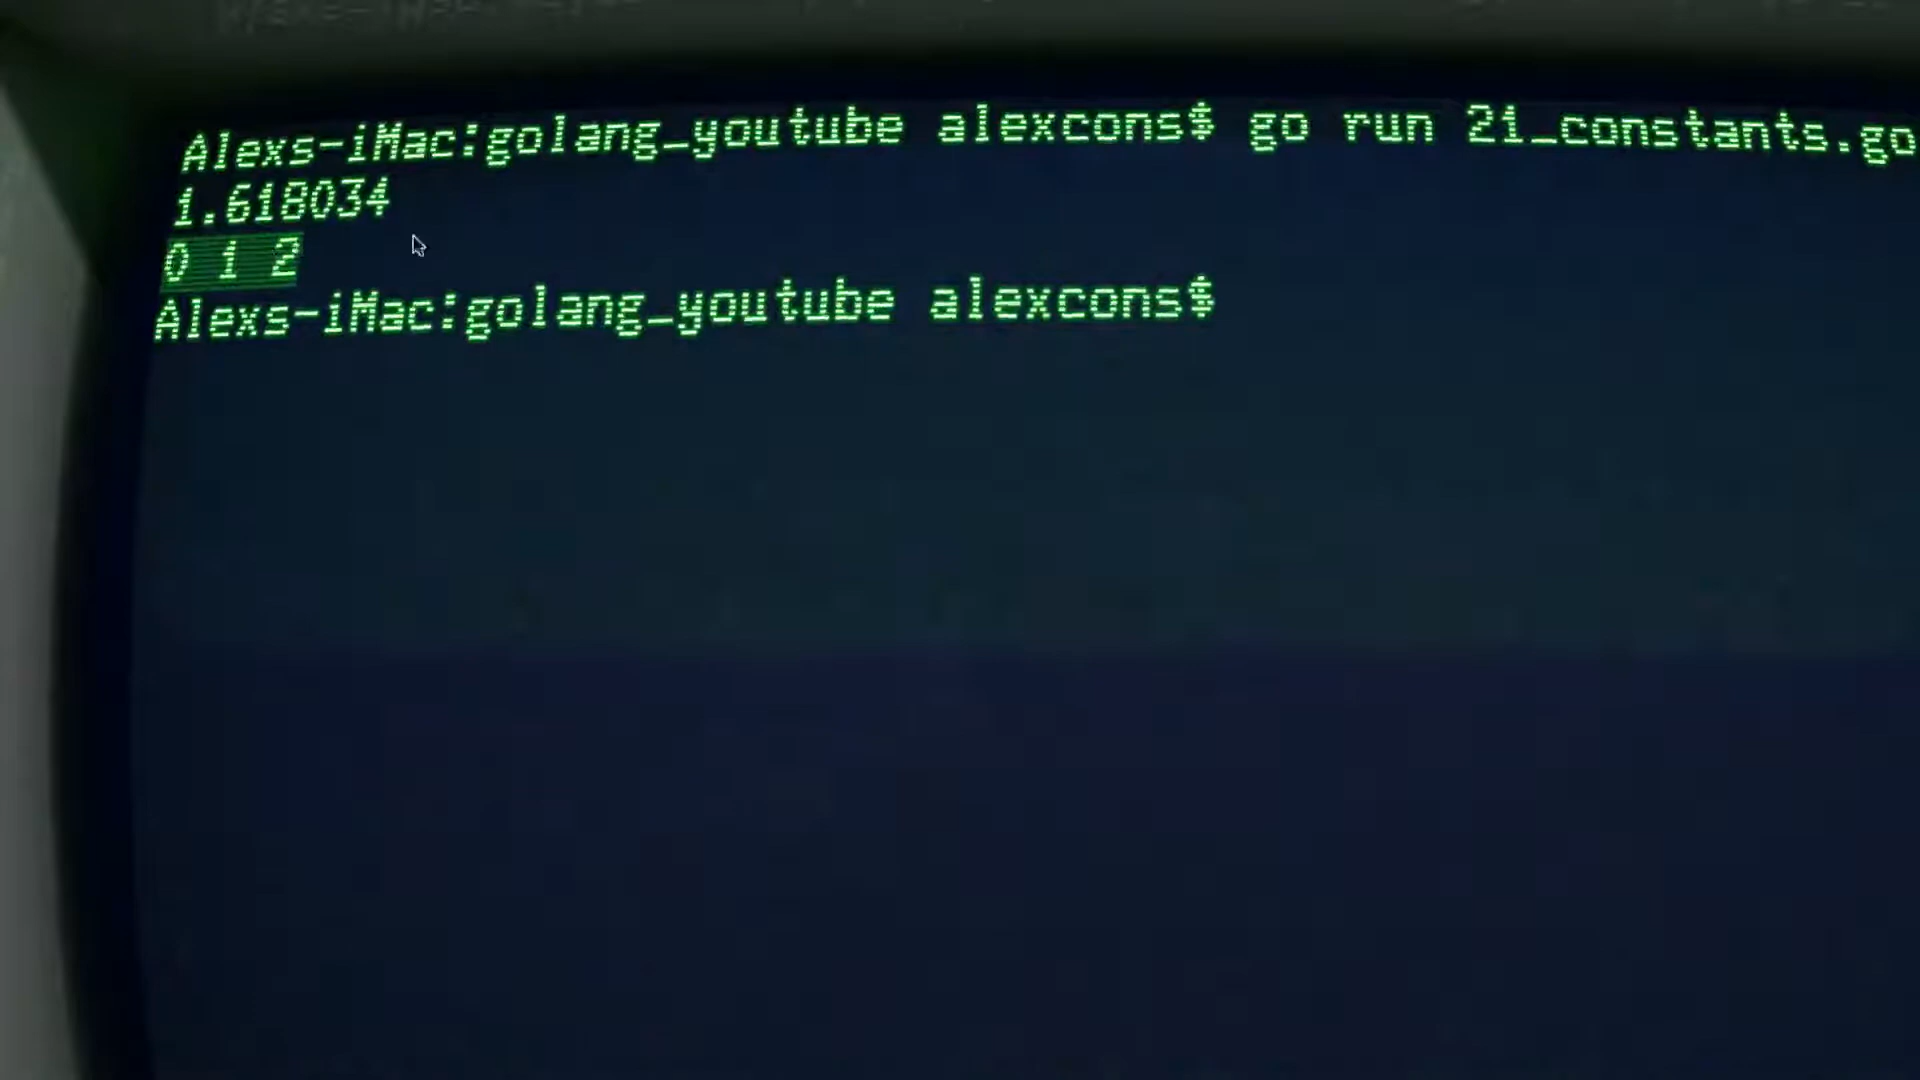 Alexs-iMac:golang_youtube alexcons$ go run 21_constants.go
1.618034
0 1 2
Alexs-iMac:golang_youtube alexcons$